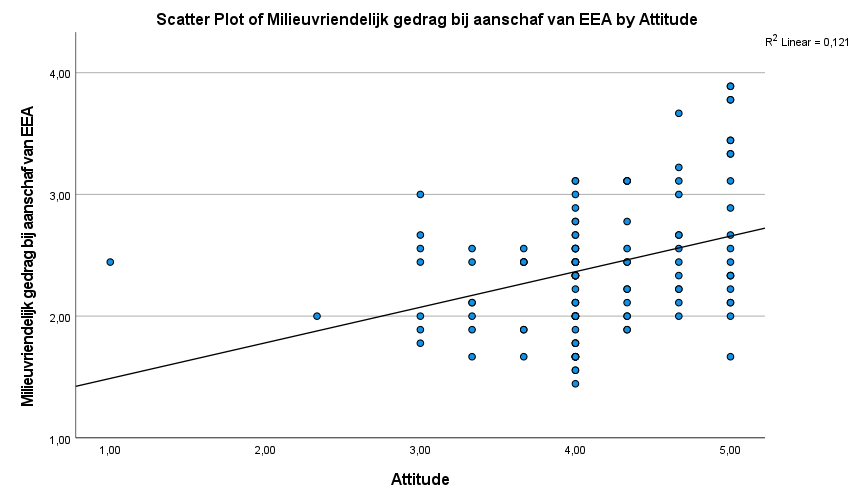 Scatter Plot of Milieuvriendelijk gedrag bij aanschaf van EEA by Attitude
R² Linear = 0,121
Milieuvriendelijk gedrag bij aanschaf van EEA
4,00
3,00
2,00
1,00
1,00 2,00 3,00 4,00 5,00
Attitude